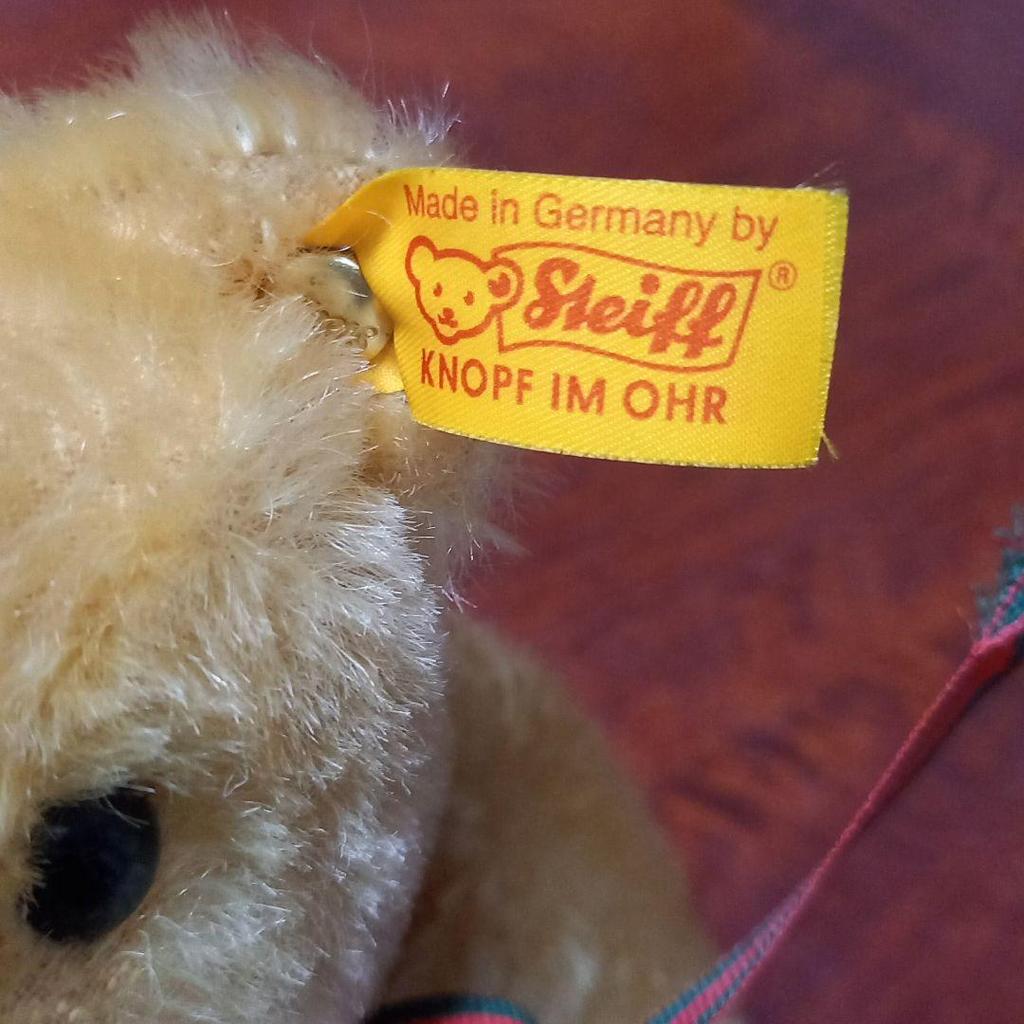 Made in Germany by
Steiff®
KNOPF IM OHR